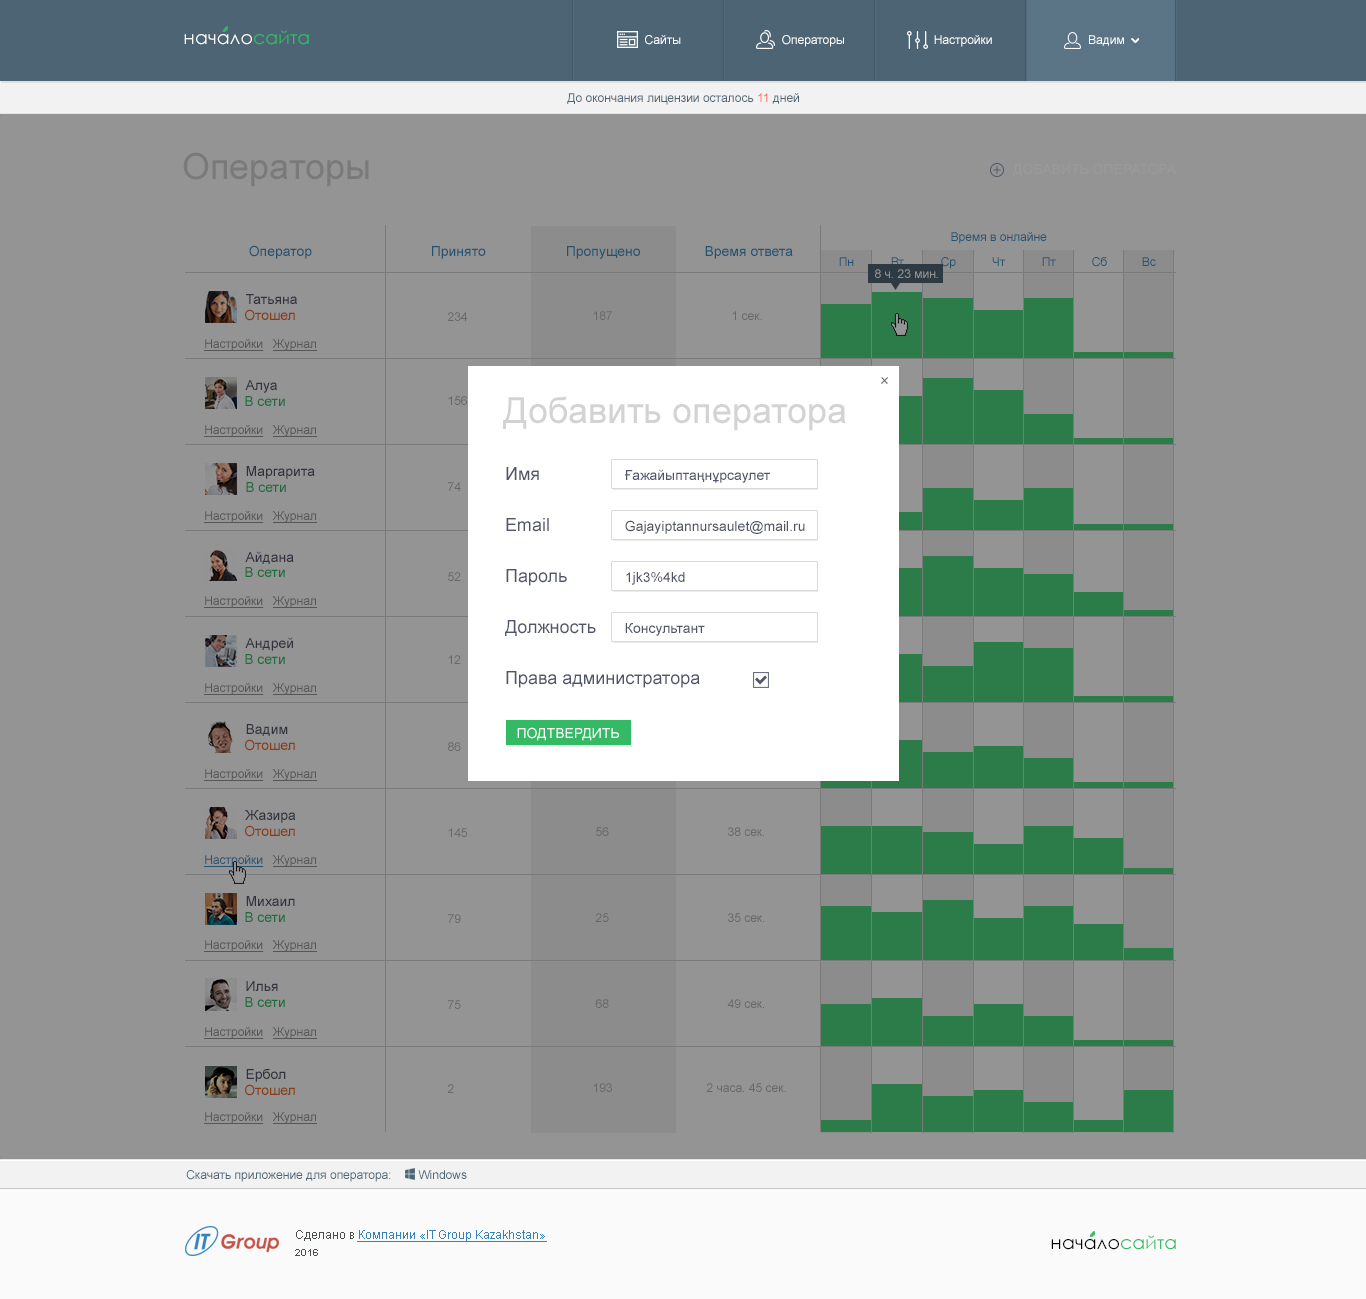 началосайта
Сайты
Операторы
Настройки
Вадим
До окончания лицензии осталось 11 дней
Операторы
ДОБАВИТЬ ОПЕРАТОРА
Оператор
Принято
Пропущено
Время ответа
Время в онлайне
Пн Вт Ср Чт Пт Сб Вс
8 ч. 23 мин.
Татьяна
Отошел
234
187
1 сек.
Настройки Журнал
Алуа
В сети
156
Настройки Журнал
Маргарита
В сети
74
Настройки Журнал
Айдана
В сети
52
Настройки Журнал
Андрей
В сети
12
Настройки Журнал
Вадим
Отошел
86
Настройки Журнал
×
Добавить оператора
Имя
Ғажайыптаңнұрсаулет
Email
Gajayiptannursaulet@mail.ru
Пароль
1jk3%4kd
Должность
Консультант
Права администратора
ПОДТВЕРДИТЬ
Жазира
Отошел
145
56
38 сек.
Настройки Журнал
Михаил
В сети
79
25
35 сек.
Настройки Журнал
Илья
В сети
75
68
49 сек.
Настройки Журнал
Ербол
Отошел
2
193
2 часа. 45 сек.
Настройки Журнал
Скачать приложение для оператора: Windows
IT Group
Сделано в Компании «IT Group Kazakhstan»
2016
началосайта